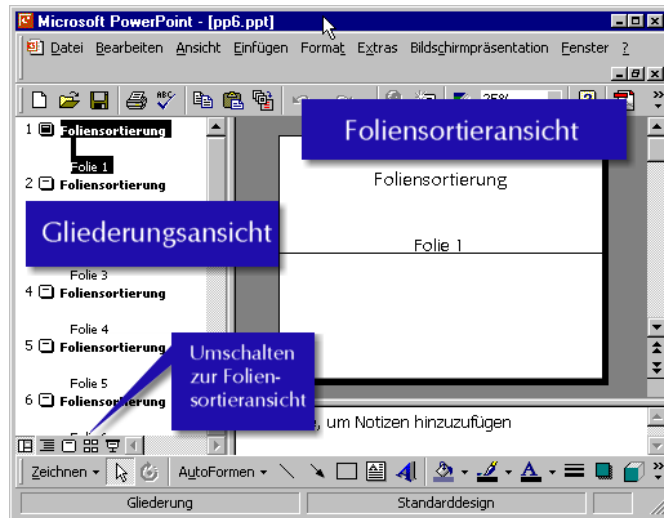 Microsoft PowerPoint - [pp6.ppt]
Datei Bearbeiten Ansicht Einfügen Format Extras Bildschirmpräsentation Fenster ?
ABC
Foliensortieransicht
1 Foliensortierung
Folie 1
2 Foliensortierung
Gliederungsansicht
Folie 3
4 Foliensortierung
Folie 4
5 Foliensortierung
Folie 5
6 Foliensortierung
Umschalten
zur Folien-
sortieransicht
Foliensortierung
Folie 1
, um Notizen hinzuzufügen
Zeichnen AutoFormen
Gliederung Standarddesign